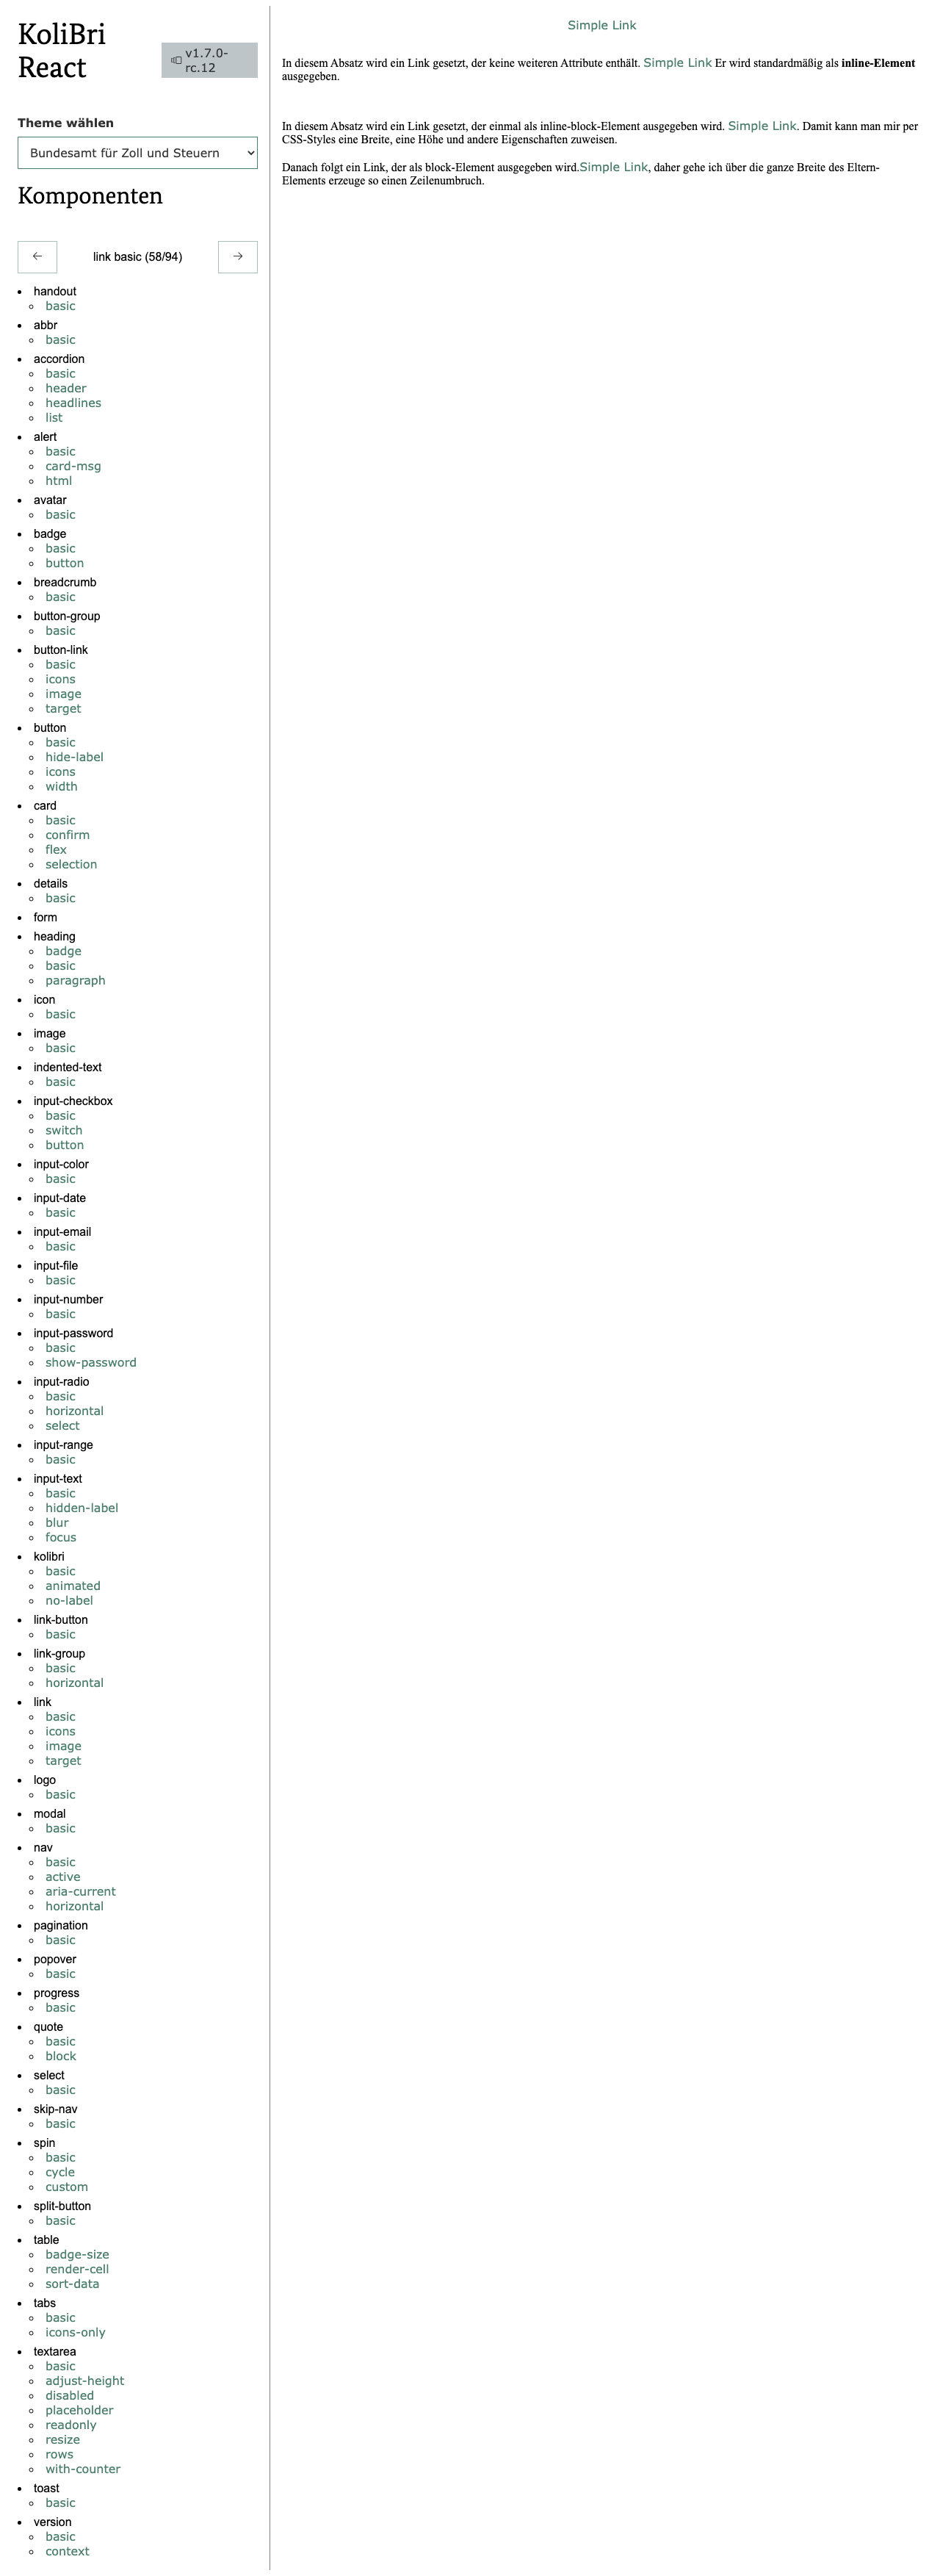 KoliBri
React
v1.7.0-
rc.12
Theme wählen
Bundesamt für Zoll und Steuern
Komponenten
← link basic (58/94) →
handout
basic
abbr
basic
accordion
basic
header
headlines
list
alert
basic
card-msg
html
avatar
basic
badge
basic
button
breadcrumb
basic
button-group
basic
button-link
basic
icons
image
target
button
basic
hide-label
icons
width
card
basic
confirm
flex
selection
details
basic
form
heading
badge
basic
paragraph
icon
basic
image
basic
indented-text
basic
input-checkbox
basic
switch
button
input-color
basic
input-date
basic
input-email
basic
input-file
basic
input-number
basic
input-password
basic
show-password
input-radio
basic
horizontal
select
input-range
basic
input-text
basic
hidden-label
blur
focus
kolibri
basic
animated
no-label
link-button
basic
link-group
basic
horizontal
link
basic
icons
image
target
logo
basic
modal
basic
nav
basic
active
aria-current
horizontal
pagination
basic
popover
basic
progress
basic
quote
basic
block
select
basic
skip-nav
basic
spin
basic
cycle
custom
split-button
basic
table
badge-size
render-cell
sort-data
tabs
basic
icons-only
textarea
basic
adjust-height
disabled
placeholder
readonly
resize
rows
with-counter
toast
basic
version
basic
context
Simple Link
In diesem Absatz wird ein Link gesetzt, der keine weiteren Attribute enthält. Simple Link Er wird standardmäßig als inline-Element
ausgegeben.
In diesem Absatz wird ein Link gesetzt, der einmal als inline-block-Element ausgegeben wird. Simple Link. Damit kann man mir per
CSS-Styles eine Breite, eine Höhe und andere Eigenschaften zuweisen.
Danach folgt ein Link, der als block-Element ausgegeben wird.Simple Link, daher gehe ich über die ganze Breite des Eltern-
Elements erzeuge so einen Zeilenumbruch.